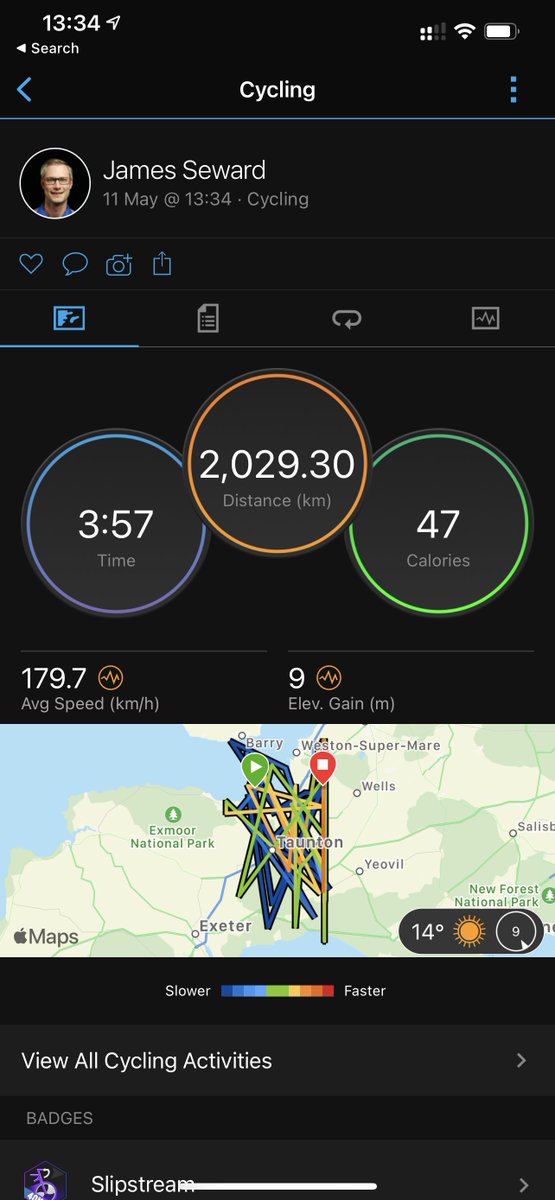 13:34
Search
Cycling
James Seward
11 May @ 13:34 · Cycling
2,029.30
Distance (km)
3:57
Time
47
Calories
179.7
Avg Speed (km/h)
9
Elev. Gain (m)
Barry
Weston-Super-Mare
Wells
Exmoor
National Park
Taunton
Salisb
Yeovil
New Forest
National Park
Exeter
Maps
14°
9
Slower
Faster
View All Cycling Activities
BADGES
Slipstream